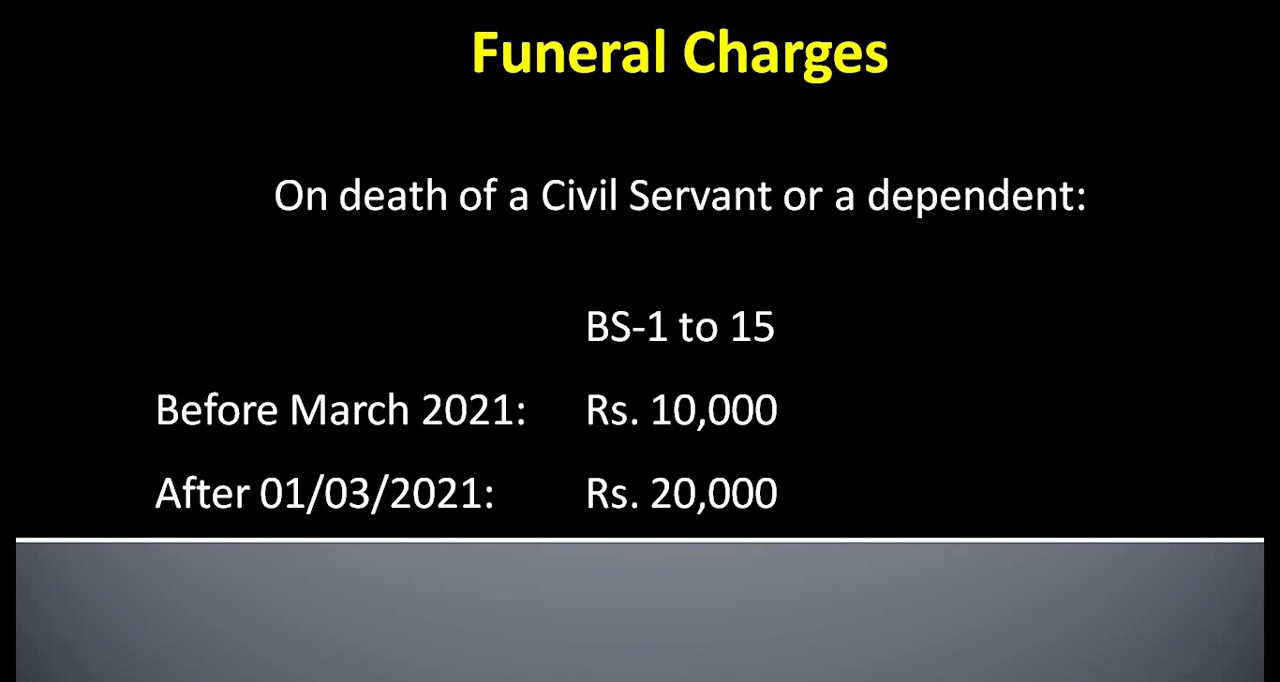 Funeral Charges
On death of a Civil Servant or a dependent:
BS-1 to 15
Before March 2021: Rs. 10,000
After 01/03/2021: Rs. 20,000